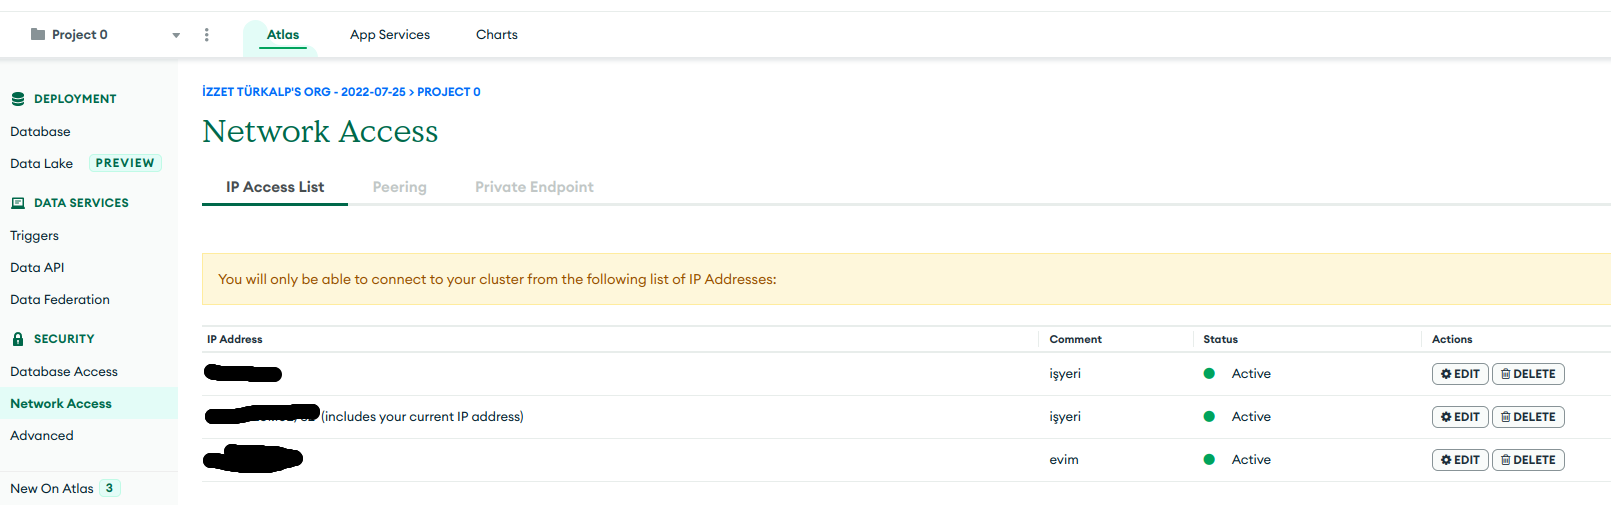 Project 0
Atlas
App Services
Charts
DEPLOYMENT
Database
Data Lake PREVIEW
DATA SERVICES
Triggers
Data API
Data Federation
SECURITY
Database Access
Network Access
Advanced
New On Atlas 3
İZZET TÜRKALP'S ORG - 2022-07-25 > PROJECT 0
Network Access
IP Access List Peering Private Endpoint
You will only be able to connect to your cluster from the following list of IP Addresses:
IP Address Comment Status Actions
işyeri Active EDIT DELETE
(includes your current IP address) işyeri Active EDIT DELETE
evim Active EDIT DELETE